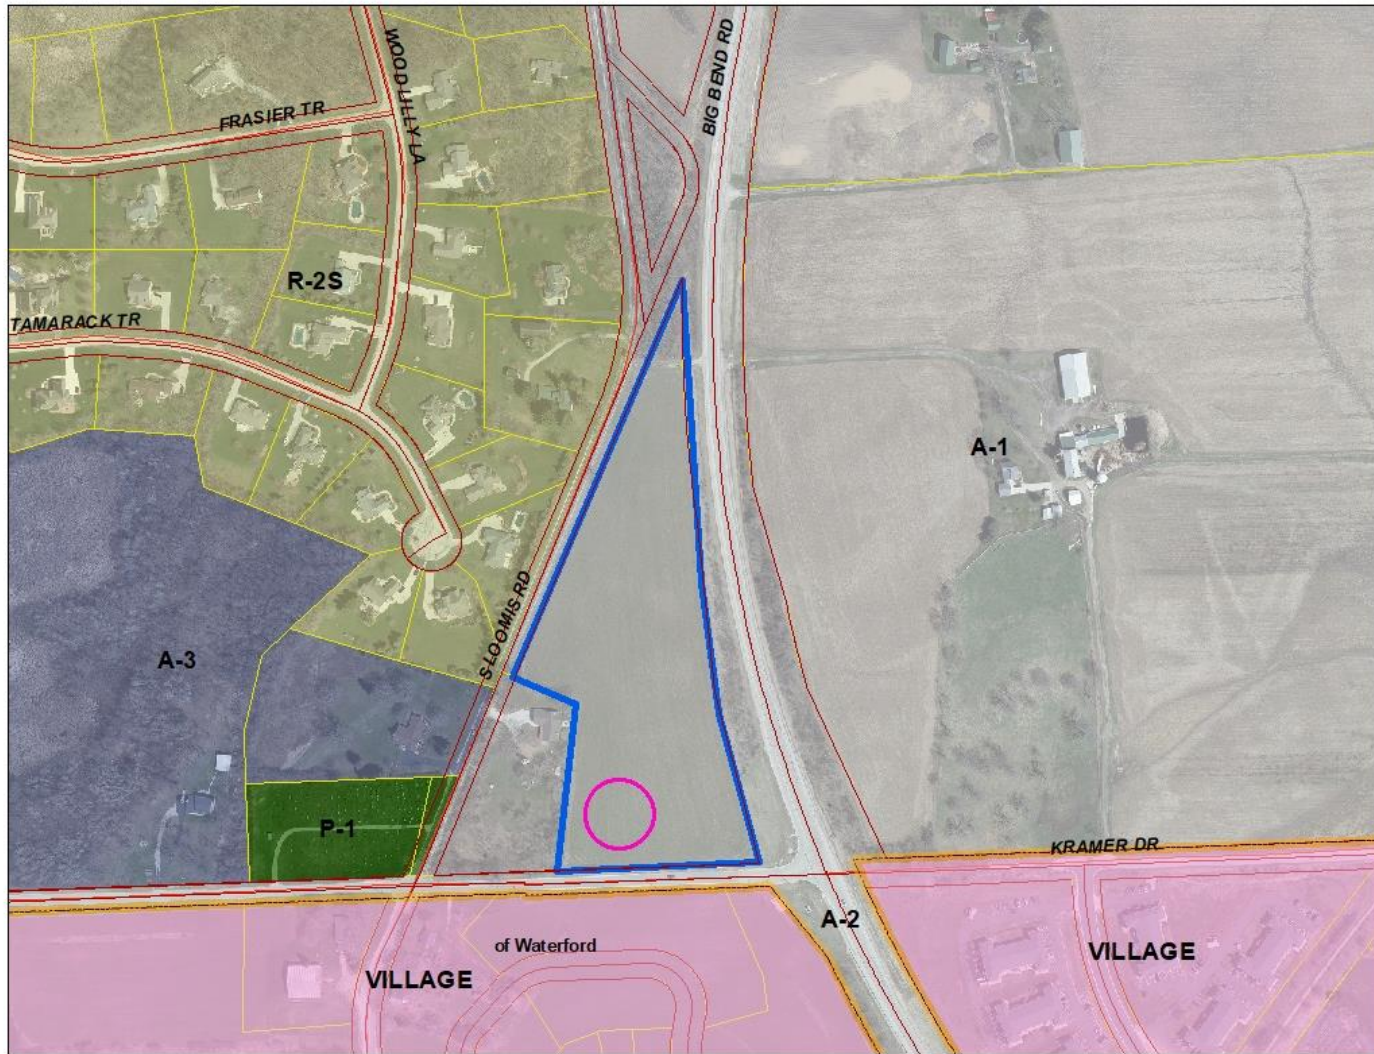 WOOD LILLY LA
BIG BEND RD
FRASIER TR
R-2S
TAMARACK TR
A-1
S LOOMIS RD
A-3
P-1
KRAMER DR
A-2
of Waterford
VILLAGE
VILLAGE